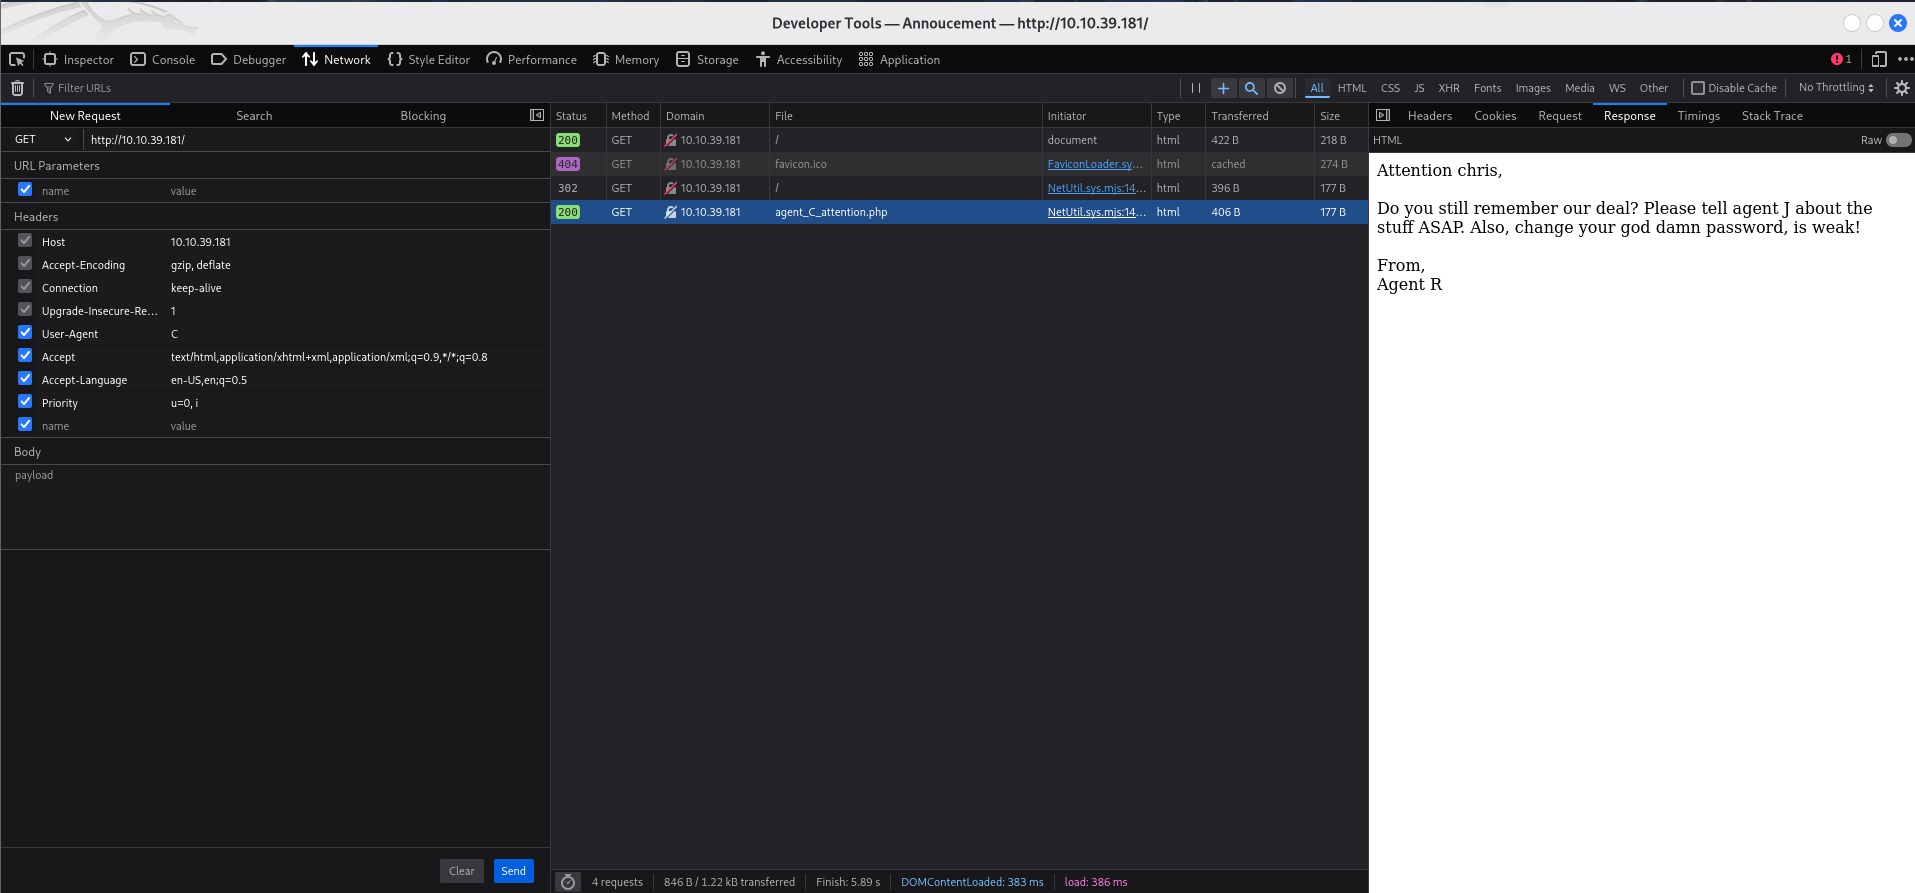 Developer Tools — Annoucement — http://10.10.39.181/
Inspector Console Debugger Network Style Editor Performance Memory Storage Accessibility Application 1
Filter URLs All HTML CSS JS XHR Fonts Images Media WS Other Disable Cache No Throttling
New Request Search Blocking
GET http://10.10.39.181/
URL Parameters
name value
Headers
Host 10.10.39.181
Accept-Encoding gzip, deflate
Connection keep-alive
Upgrade-Insecure-Re... 1
User-Agent C
Accept text/html,application/xhtml+xml,application/xml;q=0.9,*/*;q=0.8
Accept-Language en-US,en;q=0.5
Priority u=0, i
name value
Body
payload
Clear Send
Status Method Domain File Initiator Type Transferred Size
200 GET 10.10.39.181 / document html 422 B 218 B
404 GET 10.10.39.181 favicon.ico FaviconLoader.sy... html cached 274 B
302 GET 10.10.39.181 / NetUtil.sys.mjs:14... html 396 B 177 B
200 GET 10.10.39.181 agent_C_attention.php NetUtil.sys.mjs:14... html 406 B 177 B
4 requests 846 B / 1.22 kB transferred Finish: 5.89 s DOMContentLoaded: 383 ms load: 386 ms
Headers Cookies Request Response Timings Stack Trace
HTML Raw
Attention chris,
Do you still remember our deal? Please tell agent J about the
stuff ASAP. Also, change your god damn password, is weak!
From,
Agent R